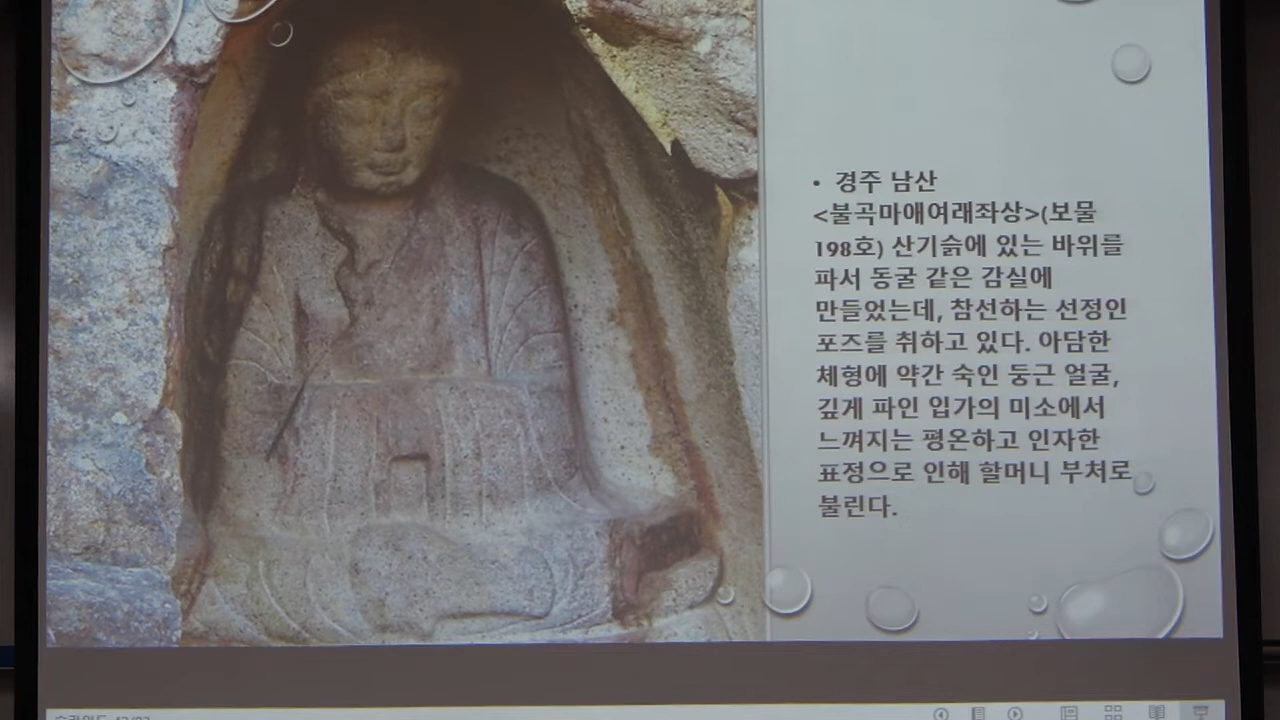 • 경주 남산
<불곡마애여래좌상>(보물
198호) 산기슭에 있는 바위를
파서 동굴 같은 감실에
만들었는데, 참선하는 선정인
포즈를 취하고 있다. 아담한
체형에 약간 숙인 둥근 얼굴,
깊게 파인 입가의 미소에서
느껴지는 평온하고 인자한
표정으로 인해 할머니 부처로
불린다.